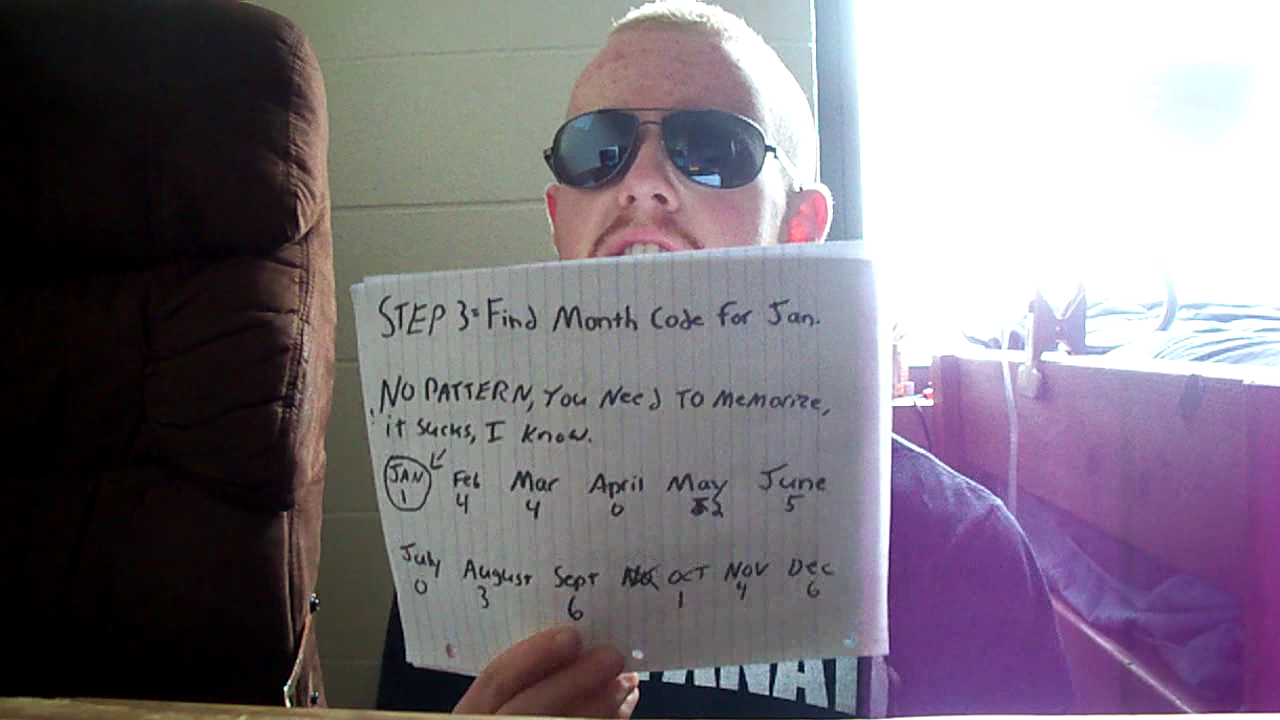 STEP 3: Find Month Code for Jan.
NO PATTERN, You Need To Memorize,
it sucks, I know.
JAN Feb Mar April May June
1 4 4 0 2 5
July August Sept OCT NOV Dec
0 3 6 1 4 6
ANA